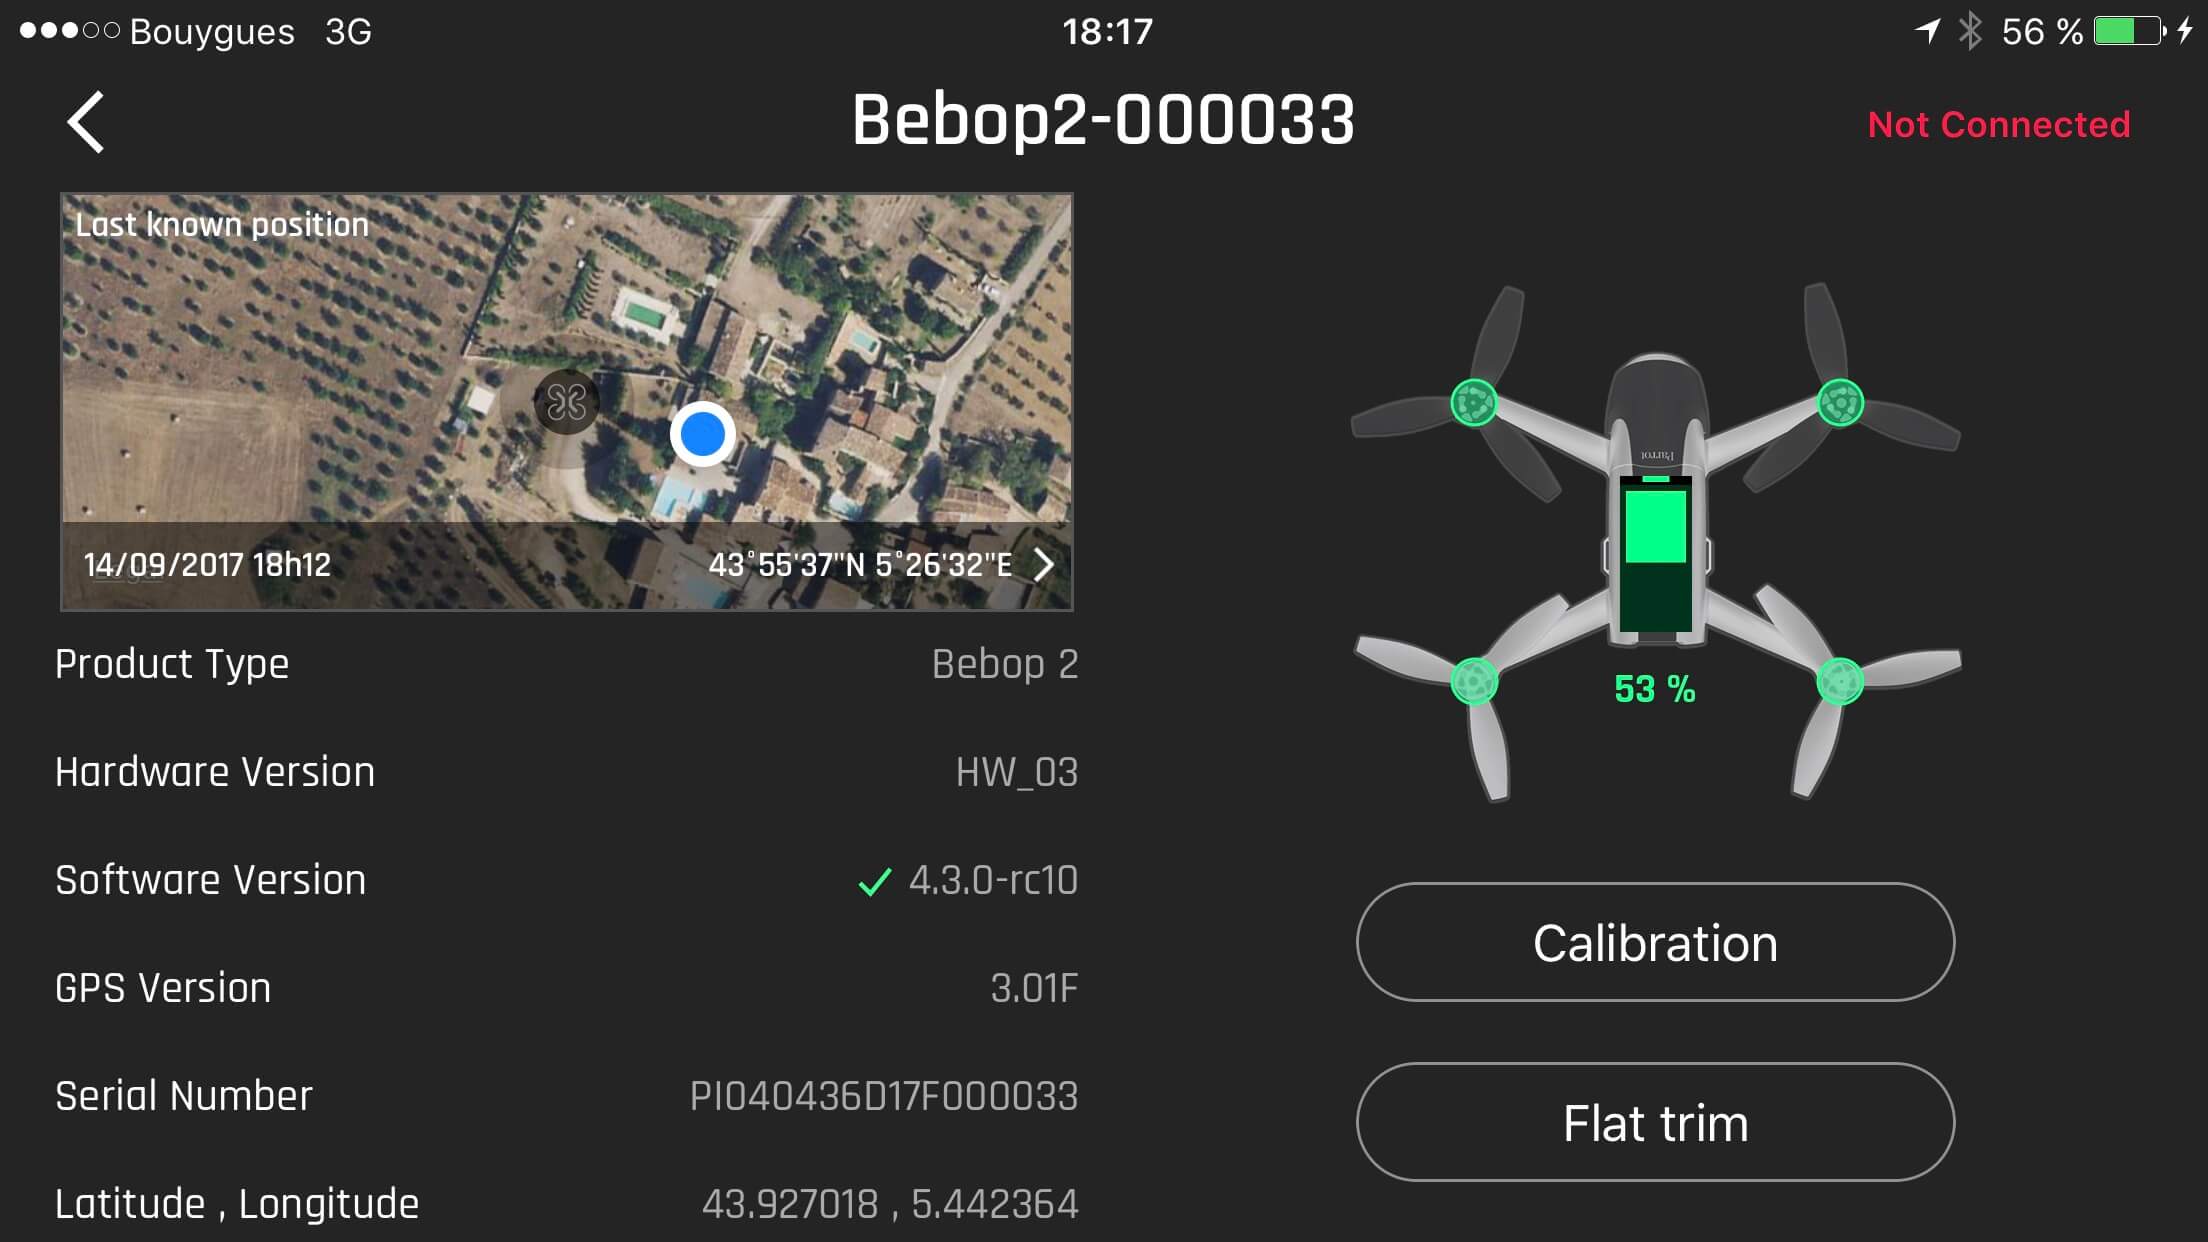 Bouygues 3G 18:17 56 %
Bebop2-000033
Not Connected
Last known position
14/09/2017 18h12 43°55'37"N 5°26'32"E
Product Type Bebop 2
Hardware Version HW_03
Software Version 4.3.0-rc10
GPS Version 3.01F
Serial Number PI040436D17F000033
Latitude , Longitude 43.927018 , 5.442364
Parrot
53 %
Calibration
Flat trim